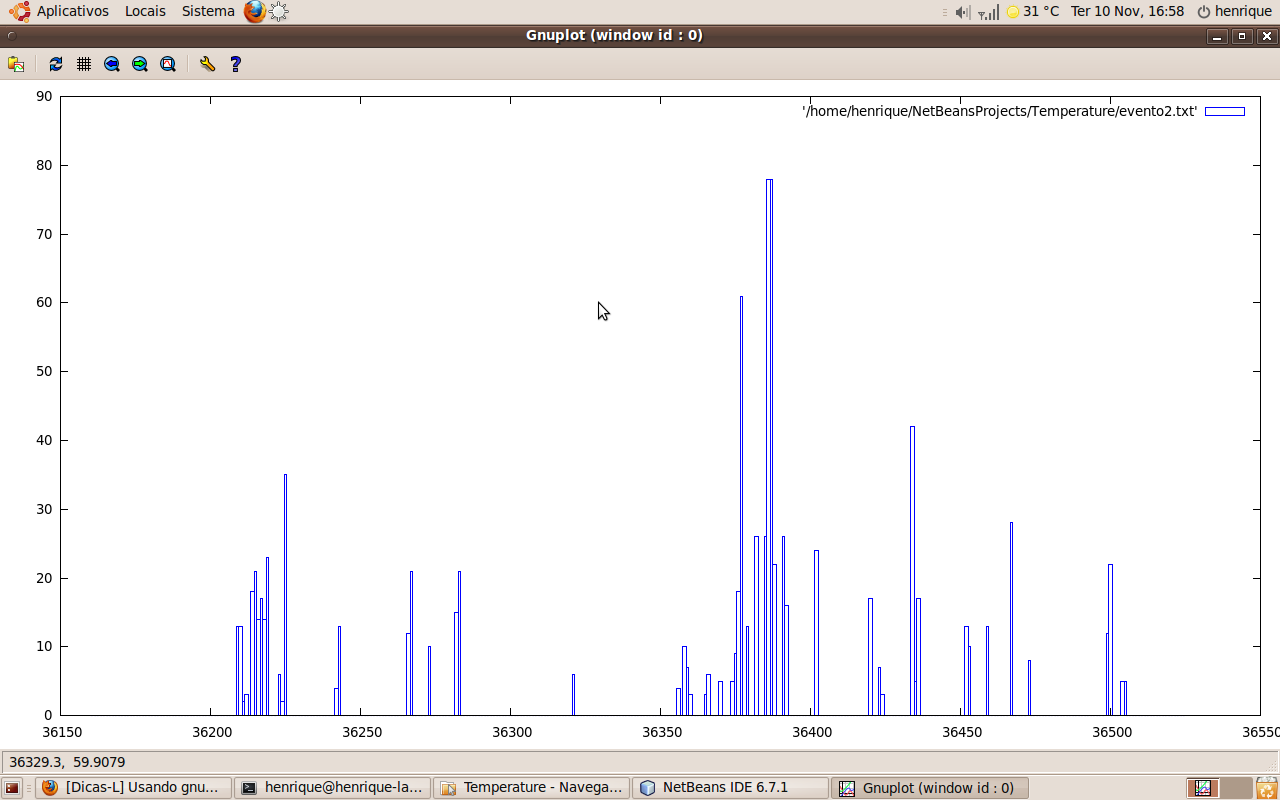 Aplicativos Locais Sistema 31 °C Ter 10 Nov, 16:58 henrique
Gnuplot (window id : 0)
'/home/henrique/NetBeansProjects/Temperature/evento2.txt'
90
80
70
60
50
40
30
20
10
0
36150 36200 36250 36300 36350 36400 36450 36500 36550
36329.3, 59.9079
[Dicas-L] Usando gnu... henrique@henrique-la... Temperature - Navega... NetBeans IDE 6.7.1 Gnuplot (window id : 0)